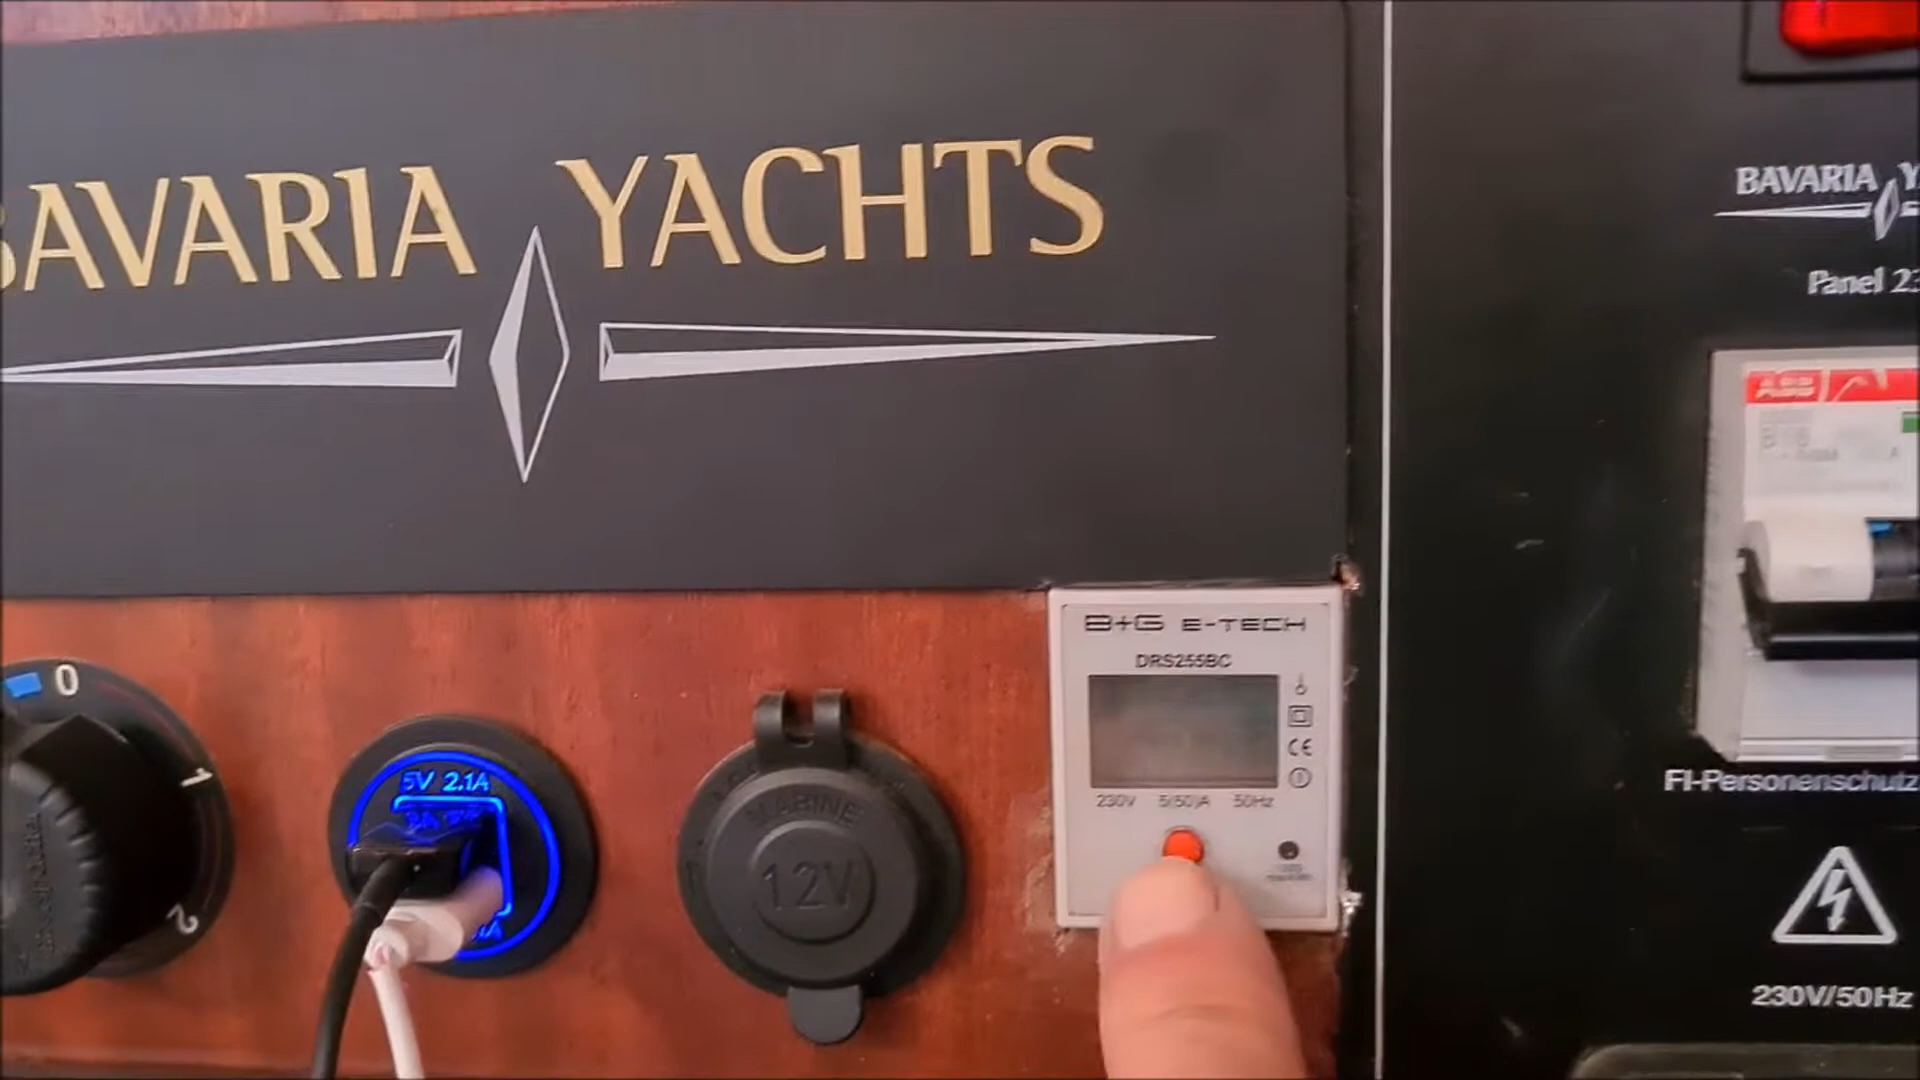 BAVARIA YACHTS
BAVARIA
Panel
ABB
B+G E-TECH
DRS255BC
CE
230V 5(50)A 50Hz
0
1
2
5V 2.1A
MARINE
12V
FI-Personenschutz
230V/50Hz